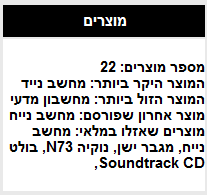 מוצרים
מספר מוצרים: 22
המוצר היקר ביותר: מחשב נייד
המוצר הזול ביותר: מחשבון מדעי
מוצר אחרון שפורסם: מחשב נייח
מוצרים שאזלו במלאי: מחשב
נייח, מגבר ישן, נוקיה N73, בולט
Soundtrack CD,